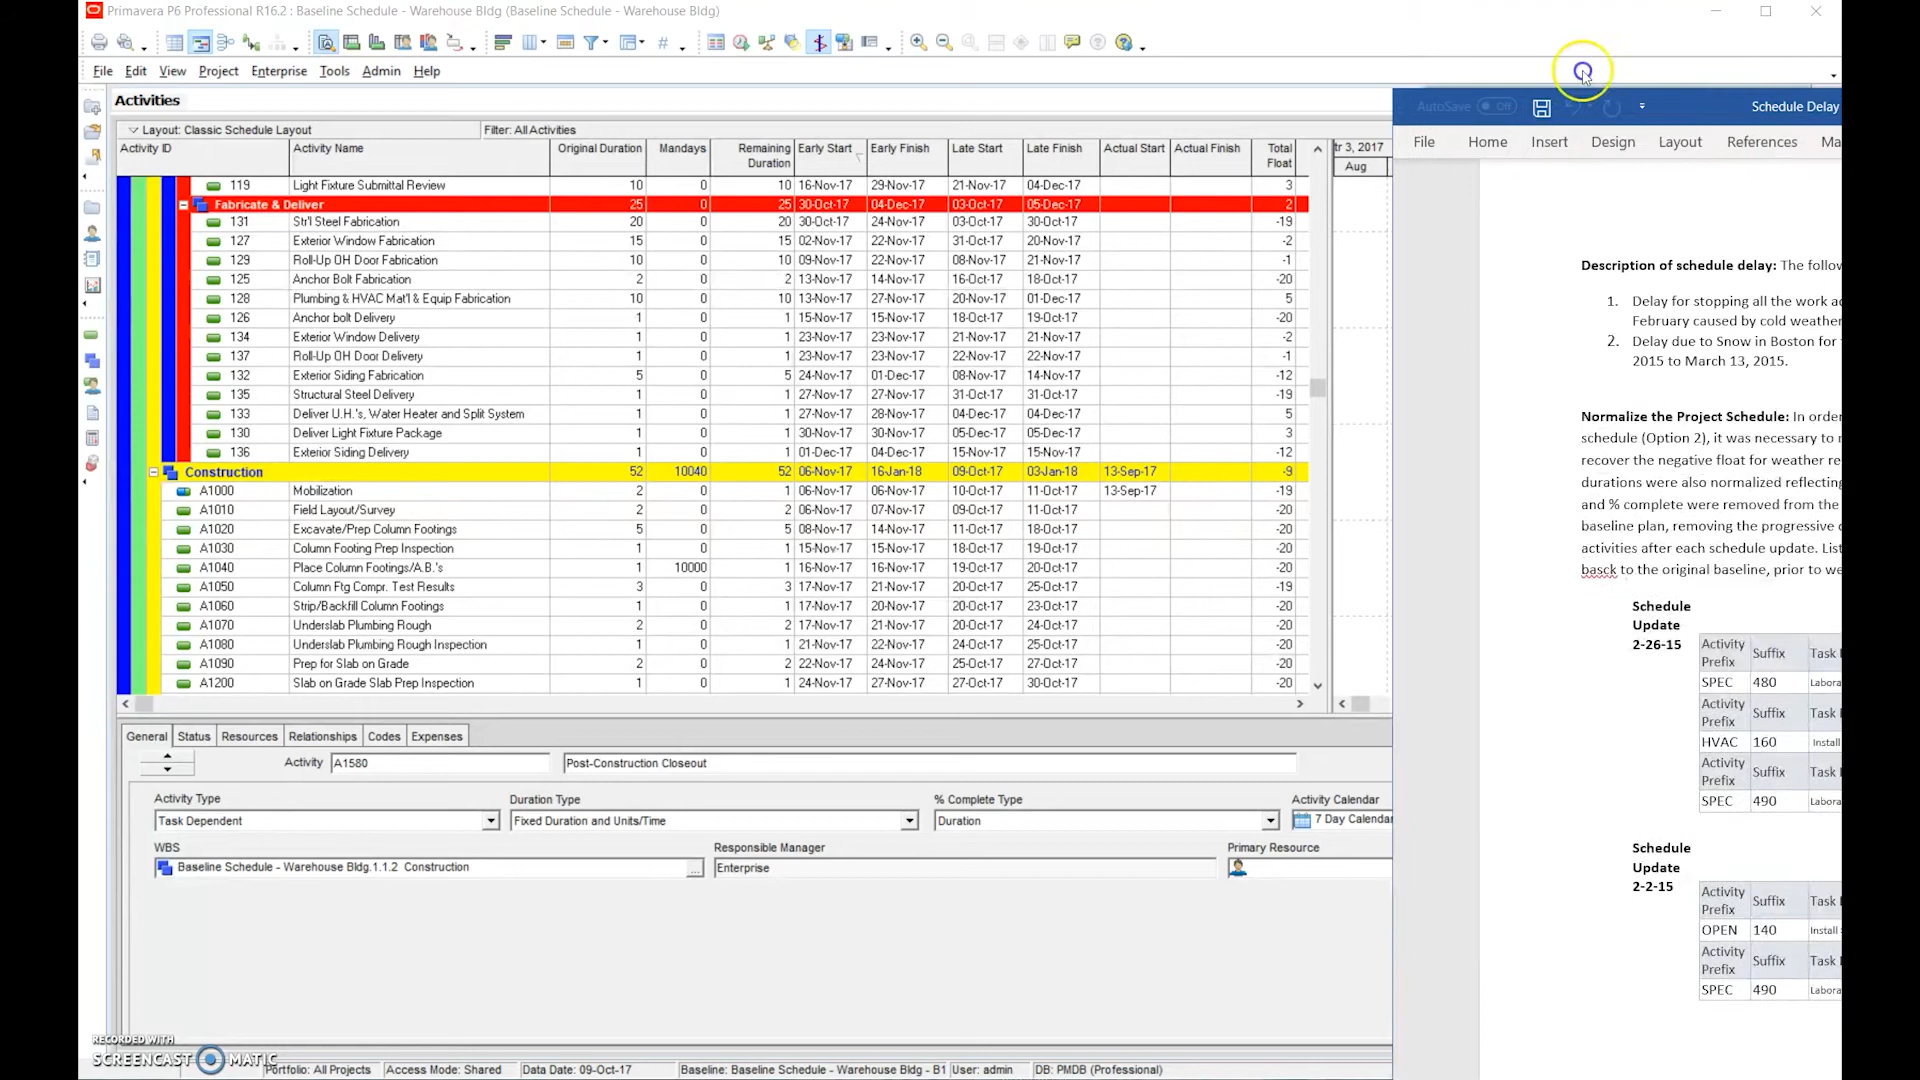 Primavera P6 Professional R16.2 : Baseline Schedule - Warehouse Bldg (Baseline Schedule - Warehouse Bldg)
File Edit View Project Enterprise Tools Admin Help
Activities
Layout: Classic Schedule Layout Filter: All Activities
Activity ID Activity Name Original Duration Mandays Remaining Duration Early Start Early Finish Late Start Late Finish Actual Start Actual Finish Total Float
tr 3, 2017
Aug
119 Light Fixture Submittal Review 10 0 10 16-Nov-17 29-Nov-17 21-Nov-17 04-Dec-17 3
Fabricate & Deliver 25 0 25 30-Oct-17 04-Dec-17 03-Oct-17 05-Dec-17 2
131 Str'l Steel Fabrication 20 0 20 30-Oct-17 24-Nov-17 03-Oct-17 30-Oct-17 -19
127 Exterior Window Fabrication 15 0 15 02-Nov-17 22-Nov-17 31-Oct-17 20-Nov-17 -2
129 Roll-Up OH Door Fabrication 10 0 10 09-Nov-17 22-Nov-17 08-Nov-17 21-Nov-17 -1
125 Anchor Bolt Fabrication 2 0 2 13-Nov-17 14-Nov-17 16-Oct-17 18-Oct-17 -20
128 Plumbing & HVAC Mat'l & Equip Fabrication 10 0 10 13-Nov-17 27-Nov-17 20-Nov-17 01-Dec-17 5
126 Anchor bolt Delivery 1 0 1 15-Nov-17 15-Nov-17 18-Oct-17 19-Oct-17 -20
134 Exterior Window Delivery 1 0 1 23-Nov-17 23-Nov-17 21-Nov-17 21-Nov-17 -2
137 Roll-Up OH Door Delivery 1 0 1 23-Nov-17 23-Nov-17 22-Nov-17 22-Nov-17 -1
132 Exterior Siding Fabrication 5 0 5 24-Nov-17 01-Dec-17 08-Nov-17 14-Nov-17 -12
135 Structural Steel Delivery 1 0 1 27-Nov-17 27-Nov-17 31-Oct-17 31-Oct-17 -19
133 Deliver U.H.'s, Water Heater and Split System 1 0 1 27-Nov-17 28-Nov-17 04-Dec-17 04-Dec-17 5
130 Deliver Light Fixture Package 1 0 1 30-Nov-17 30-Nov-17 05-Dec-17 05-Dec-17 3
136 Exterior Siding Delivery 1 0 1 01-Dec-17 04-Dec-17 15-Nov-17 15-Nov-17 -12
Construction 52 10040 52 06-Nov-17 16-Jan-18 09-Oct-17 03-Jan-18 13-Sep-17 -9
A1000 Mobilization 2 0 1 06-Nov-17 06-Nov-17 10-Oct-17 11-Oct-17 13-Sep-17 -19
A1010 Field Layout/Survey 2 0 2 06-Nov-17 07-Nov-17 09-Oct-17 11-Oct-17 -20
A1020 Excavate/Prep Column Footings 5 0 5 08-Nov-17 14-Nov-17 11-Oct-17 18-Oct-17 -20
A1030 Column Footing Prep Inspection 1 0 1 15-Nov-17 15-Nov-17 18-Oct-17 19-Oct-17 -20
A1040 Place Column Footings/A.B.'s 1 10000 1 16-Nov-17 16-Nov-17 19-Oct-17 20-Oct-17 -20
A1050 Column Ftg Compr. Test Results 3 0 3 17-Nov-17 21-Nov-17 20-Oct-17 25-Oct-17 -19
A1060 Strip/Backfill Column Footings 1 0 1 17-Nov-17 20-Nov-17 20-Oct-17 23-Oct-17 -20
A1070 Underslab Plumbing Rough 2 0 2 17-Nov-17 21-Nov-17 20-Oct-17 24-Oct-17 -20
A1080 Underslab Plumbing Rough Inspection 1 0 1 21-Nov-17 22-Nov-17 24-Oct-17 25-Oct-17 -20
A1090 Prep for Slab on Grade 2 0 2 22-Nov-17 24-Nov-17 25-Oct-17 27-Oct-17 -20
A1200 Slab on Grade Slab Prep Inspection 1 0 1 24-Nov-17 27-Nov-17 27-Oct-17 30-Oct-17 -20
General Status Resources Relationships Codes Expenses
Activity A1580 Post-Construction Closeout
Activity Type Duration Type % Complete Type Activity Calendar
Task Dependent Fixed Duration and Units/Time Duration 7 Day Calendar
WBS Responsible Manager Primary Resource
Baseline Schedule - Warehouse Bldg.1.1.2 Construction ... Enterprise
RECORDED WITH
SCREENCAST MATIC
Portfolio: All Projects Access Mode: Shared Data Date: 09-Oct-17 Baseline: Baseline Schedule - Warehouse Bldg - B1 User: admin DB: PMDB (Professional)
AutoSave Off Schedule Delay
File Home Insert Design Layout References Ma
Description of schedule delay: The follow
1. Delay for stopping all the work ac
February caused by cold weather
2. Delay due to Snow in Boston for
2015 to March 13, 2015.
Normalize the Project Schedule: In order
schedule (Option 2), it was necessary to r
recover the negative float for weather re
durations were also normalized reflecting
and % complete were removed from the
baseline plan, removing the progressive
activities after each schedule update. List
basck to the original baseline, prior to we
Schedule
Update
2-26-15
Activity Prefix Suffix Task
SPEC 480 Labora
Activity Prefix Suffix Task
HVAC 160 Install
Activity Prefix Suffix Task
SPEC 490 Labora
Schedule
Update
2-2-15
Activity Prefix Suffix Task
OPEN 140 Install
Activity Prefix Suffix Task
SPEC 490 Labora